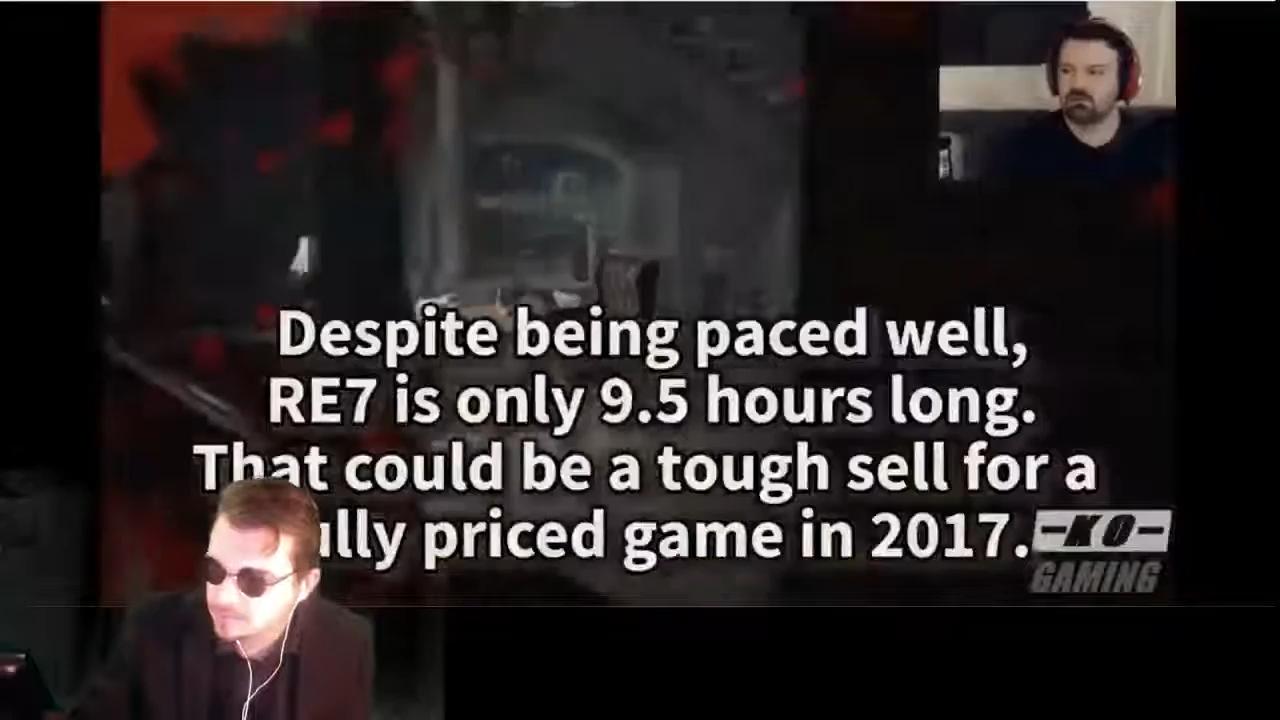 Despite being paced well,
RE7 is only 9.5 hours long.
That could be a tough sell for a
ully priced game in 2017.
-KO-
GAMING